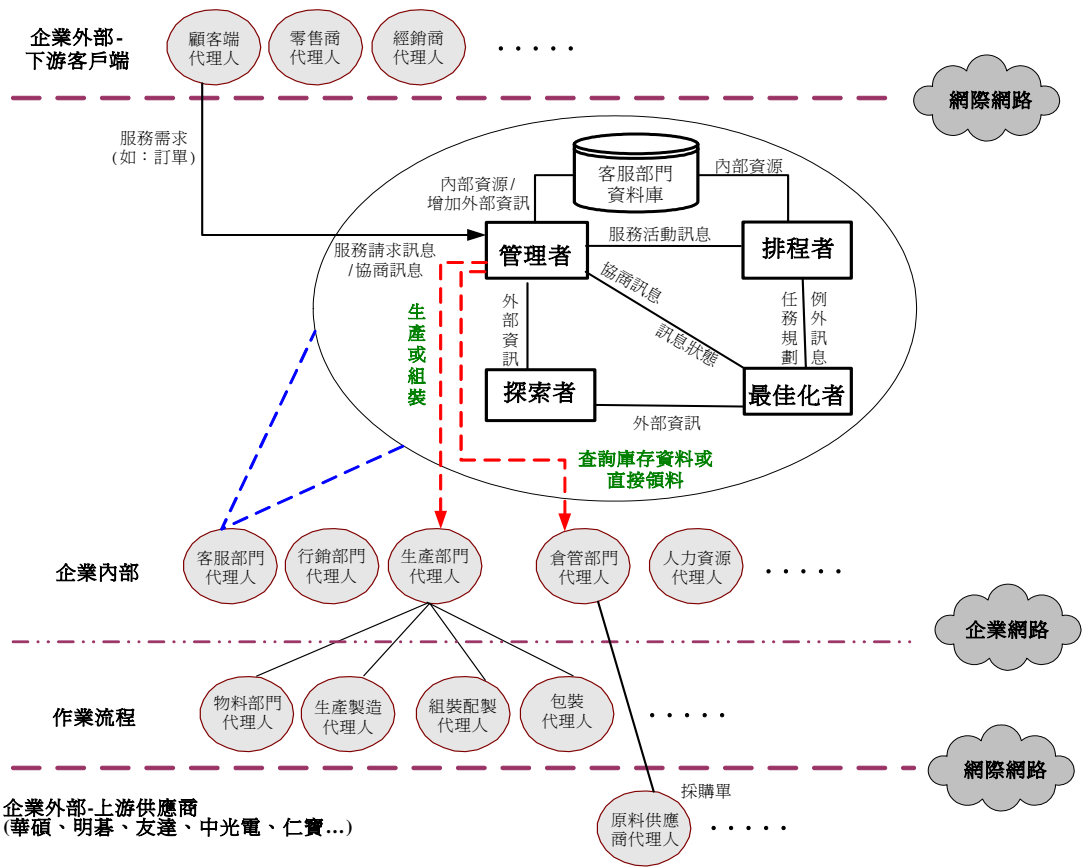 企業外部-
下游客戶端
顧客端
代理人
零售商
代理人
經銷商
代理人
‧‧‧‧‧
網際網路
服務需求
(如：訂單)
客服部門
資料庫
內部資源/
增加外部資訊
內部資源
管理者
服務活動訊息
排程者
服務請求訊息
/協商訊息
協商訊息
訊息狀態
外部資訊
任務規劃
例外訊息
生產或組裝
探索者
最佳化者
外部資訊
查詢庫存資料或
直接領料
企業內部
客服部門
代理人
行銷部門
代理人
生產部門
代理人
倉管部門
代理人
人力資源
代理人
‧‧‧‧‧
企業網路
作業流程
物料部門
代理人
生產製造
代理人
組裝配製
代理人
包裝
代理人
‧‧‧‧‧
網際網路
企業外部-上游供應商
(華碩、明碁、友達、中光電、仁寶...)
採購單
原料供應
商代理人
‧‧‧‧‧